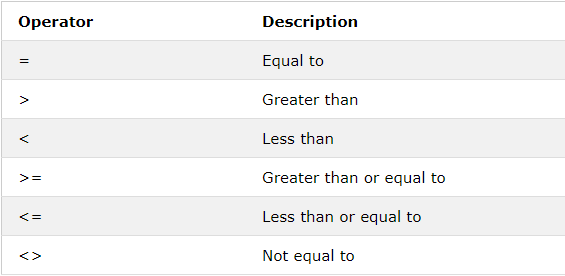 Operator Description
= Equal to
> Greater than
< Less than
>= Greater than or equal to
<= Less than or equal to
<> Not equal to